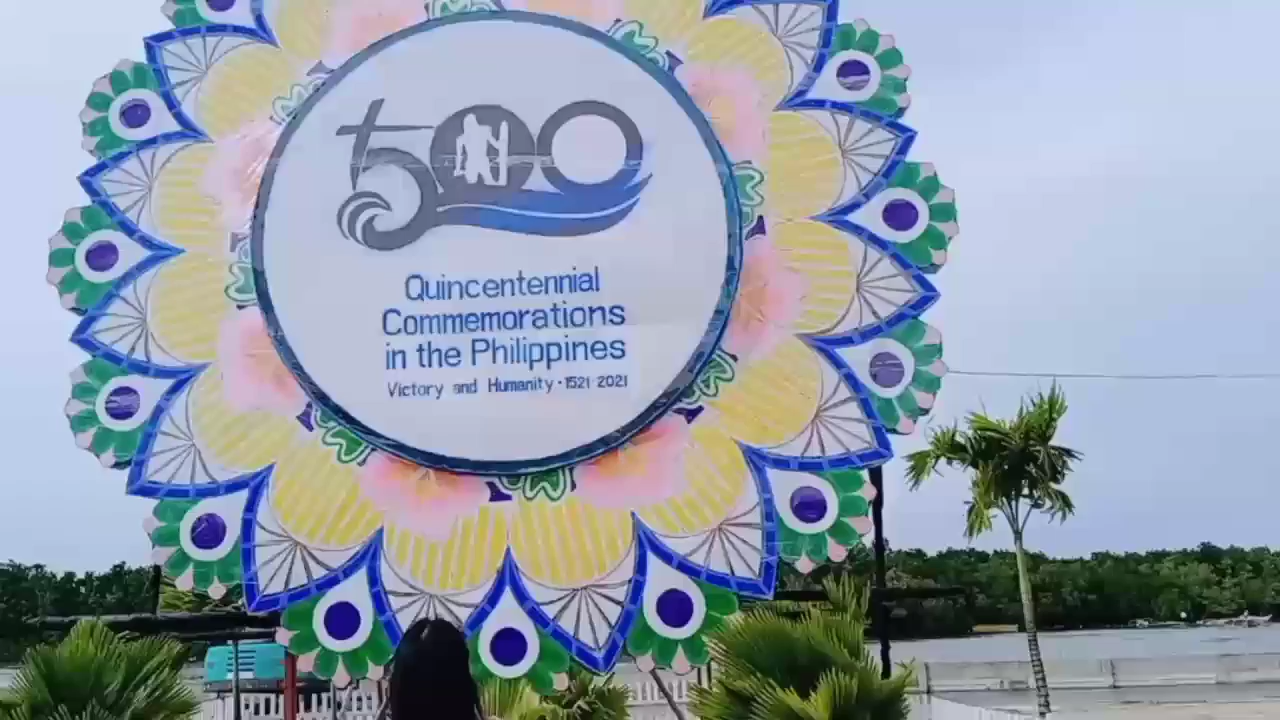 500
Quincentennial
Commemorations
in the Philippines
Victory and Humanity · 1521 2021